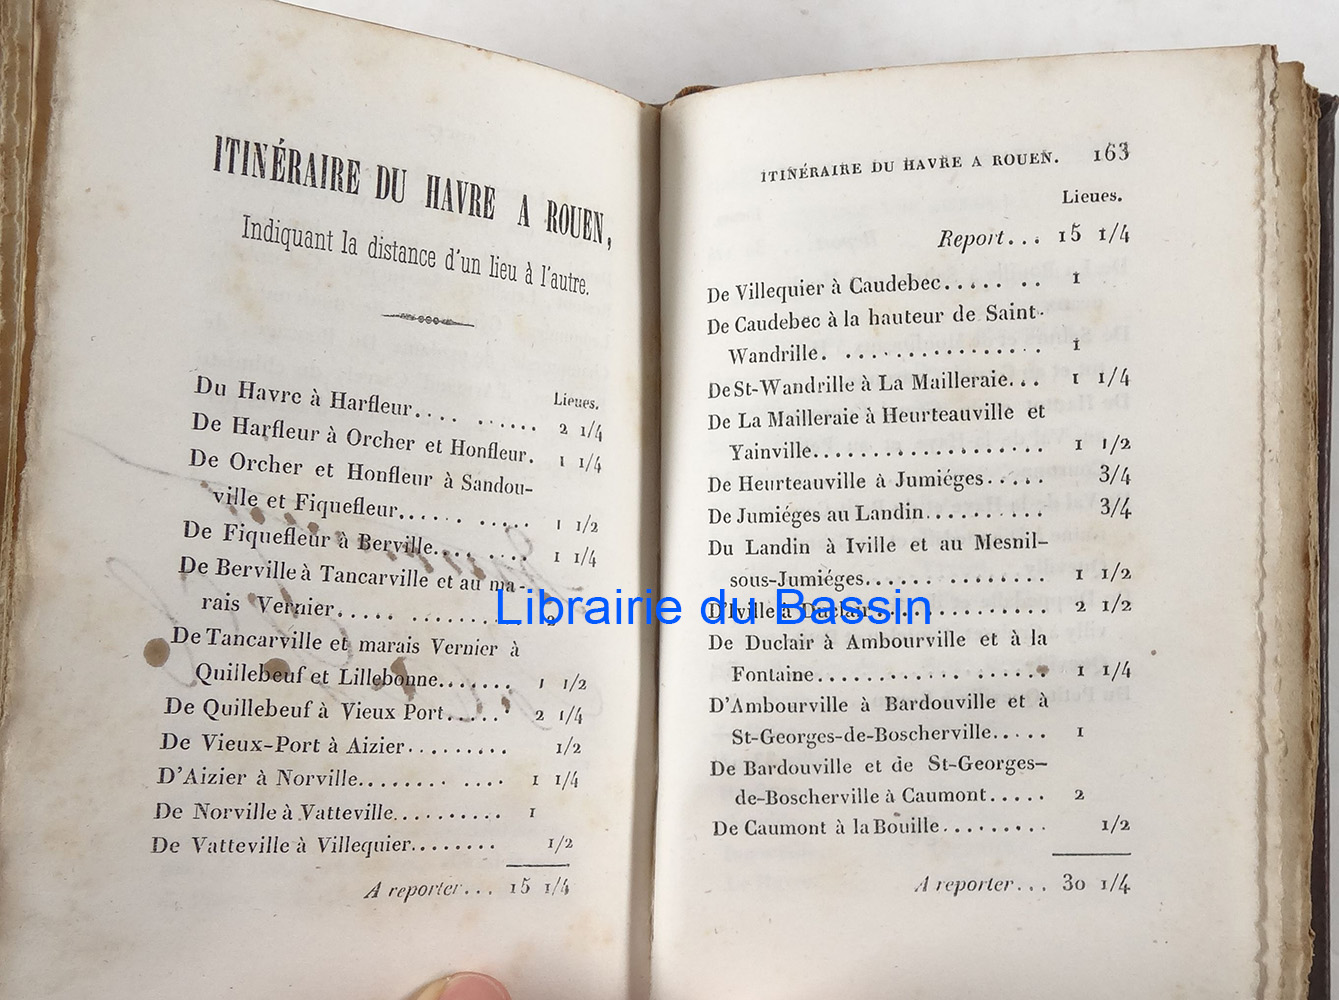 ITINÉRAIRE DU HAVRE A ROUEN,
Indiquant la distance d'un lieu à l'autre.
Lieues.
Du Havre à Harfleur.... ...... 2 1/4
De Harfleur à Orcher et Honfleur. 1 1/4
De Orcher et Honfleur à Sandou-
ville et Fiquefleur...... ..... 1 1/2
De Fiquefleur à Berville.... .... 1 1/4
De Berville à Tancarville et au ma-
rais Vernier..... .......... 2
De Tancarville et marais Vernier à
Quillebeuf et Lillebonne....... 1 1/2
De Quillebeuf à Vieux Port...... 2 1/4
De Vieux-Port à Aizier......... 1/2
D'Aizier à Norville........ .... 1 1/4
De Norville à Vatteville.......... 1
De Vatteville à Villequier........ 1/2
A reporter... 15 1/4
ITINÉRAIRE DU HAVRE A ROUEN. 163
Lieues.
Report... 15 1/4
De Villequier à Caudebec..... .. 1
De Caudebec à la hauteur de Saint-
Wandrille. ............... 1
De St-Wandrille à La Mailleraie... 1 1/4
De La Mailleraie à Heurteauville et
Yainville.................. 1 1/2
De Heurteauville à Jumiéges..... 3/4
De Jumiéges au Landin.......... 3/4
Du Landin à Iville et au Mesnil-
sous-Jumiéges.............. 1 1/2
D'Iville à Duclair.............. 2 1/2
De Duclair à Ambourville et à la
Fontaine.................. 1 1/4
D'Ambourville à Bardouville et à
St-Georges-de-Boscherville..... 1
De Bardouville et de St-Georges-
de-Boscherville à Caumont..... 2
De Caumont à la Bouille......... 1/2
A reporter... 30 1/4
Librairie du Bassin